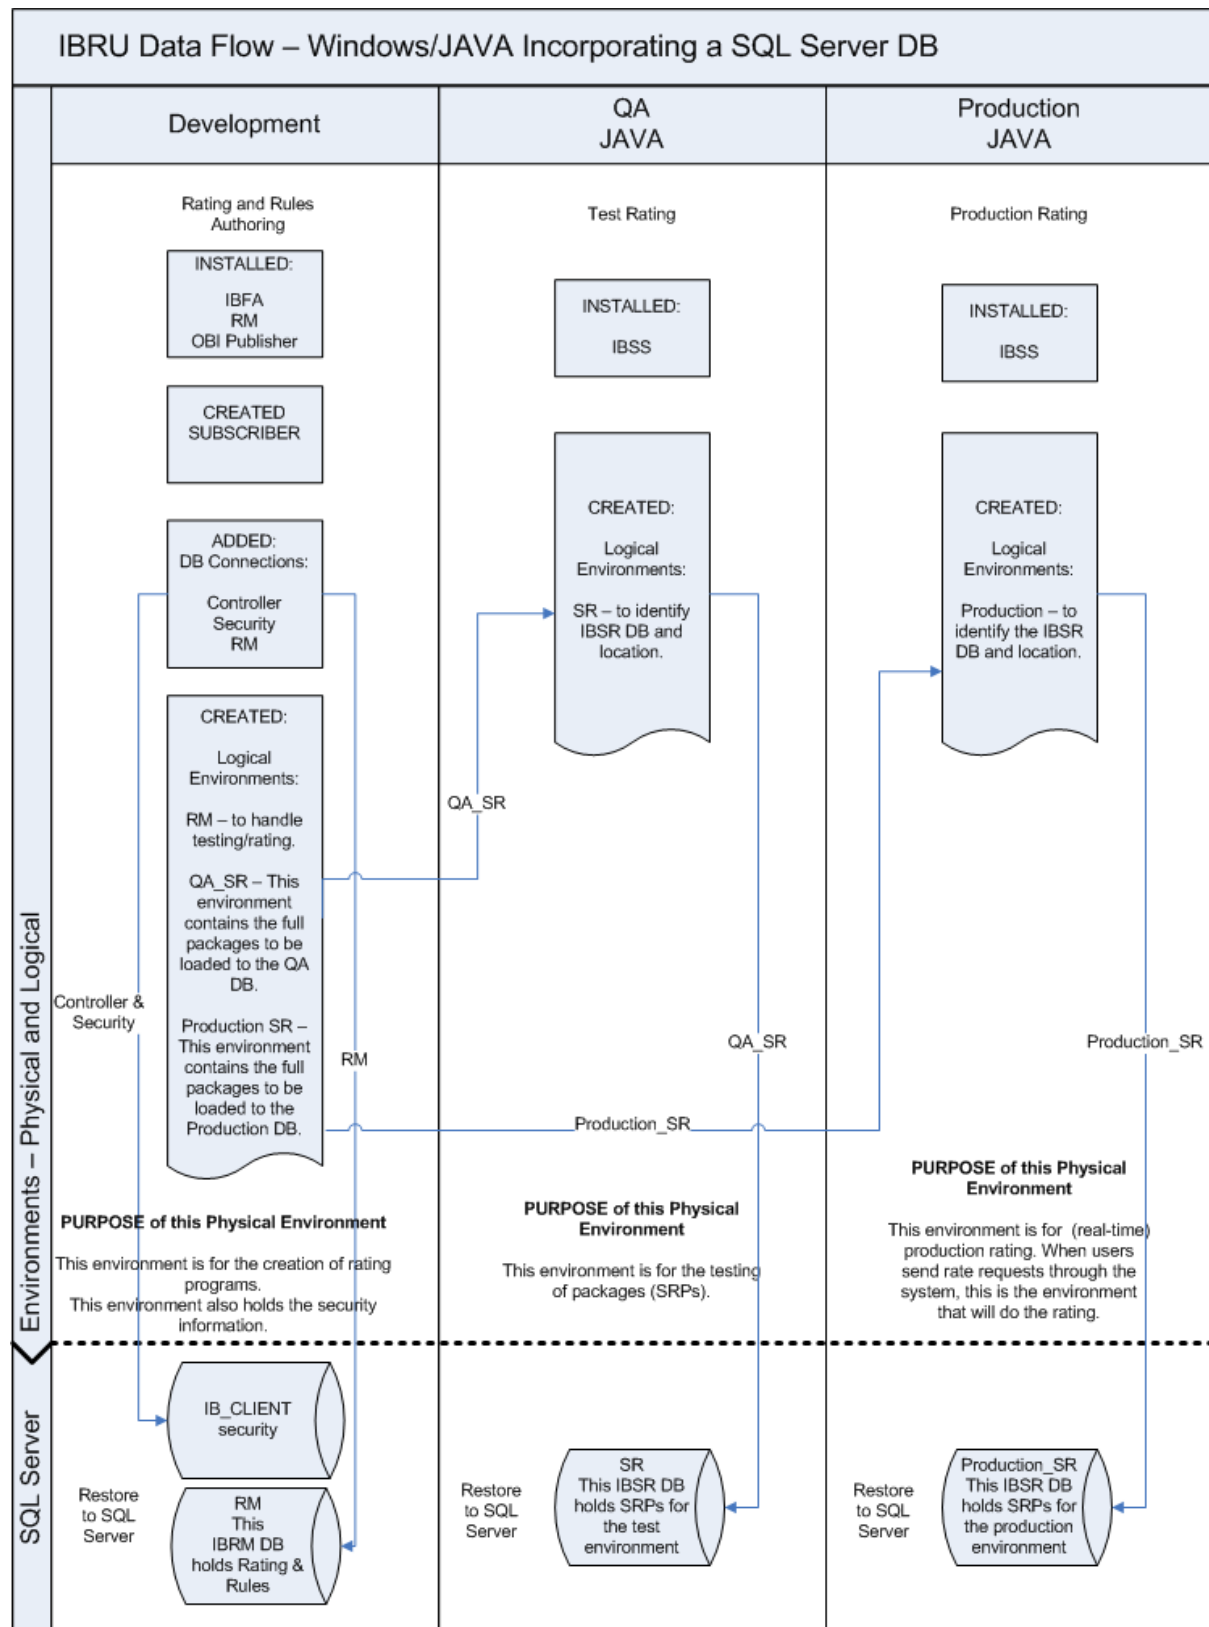 IBRU Data Flow – Windows/JAVA Incorporating a SQL Server DB
Environments – Physical and Logical
SQL Server
Development
Rating and Rules
Authoring
INSTALLED:
IBFA
RM
OBI Publisher
CREATED
SUBSCRIBER
ADDED:
DB Connections:
Controller
Security
RM
CREATED:
Logical
Environments:
RM – to handle
testing/rating.
QA_SR – This
environment
contains the full
packages to be
loaded to the QA
DB.
Production SR –
This environment
contains the full
packages to be
loaded to the
Production DB.
Controller &
Security
RM
PURPOSE of this Physical Environment
This environment is for the creation of rating
programs.
This environment also holds the security
information.
IB_CLIENT
security
Restore
to SQL
Server
RM
This
IBRM DB
holds Rating &
Rules
QA
JAVA
Test Rating
INSTALLED:
IBSS
CREATED:
Logical
Environments:
SR – to identify
IBSR DB and
location.
QA_SR
QA_SR
Production_SR
PURPOSE of this Physical
Environment
This environment is for the testing
of packages (SRPs).
Restore
to SQL
Server
SR
This IBSR DB
holds SRPs for
the test
environment
Production
JAVA
Production Rating
INSTALLED:
IBSS
CREATED:
Logical
Environments:
Production – to
identify the IBSR
DB and location.
Production_SR
PURPOSE of this Physical
Environment
This environment is for  (real-time)
production rating. When users
send rate requests through the
system, this is the environment
that will do the rating.
Restore
to SQL
Server
Production_SR
This IBSR DB
holds SRPs for
the production
environment